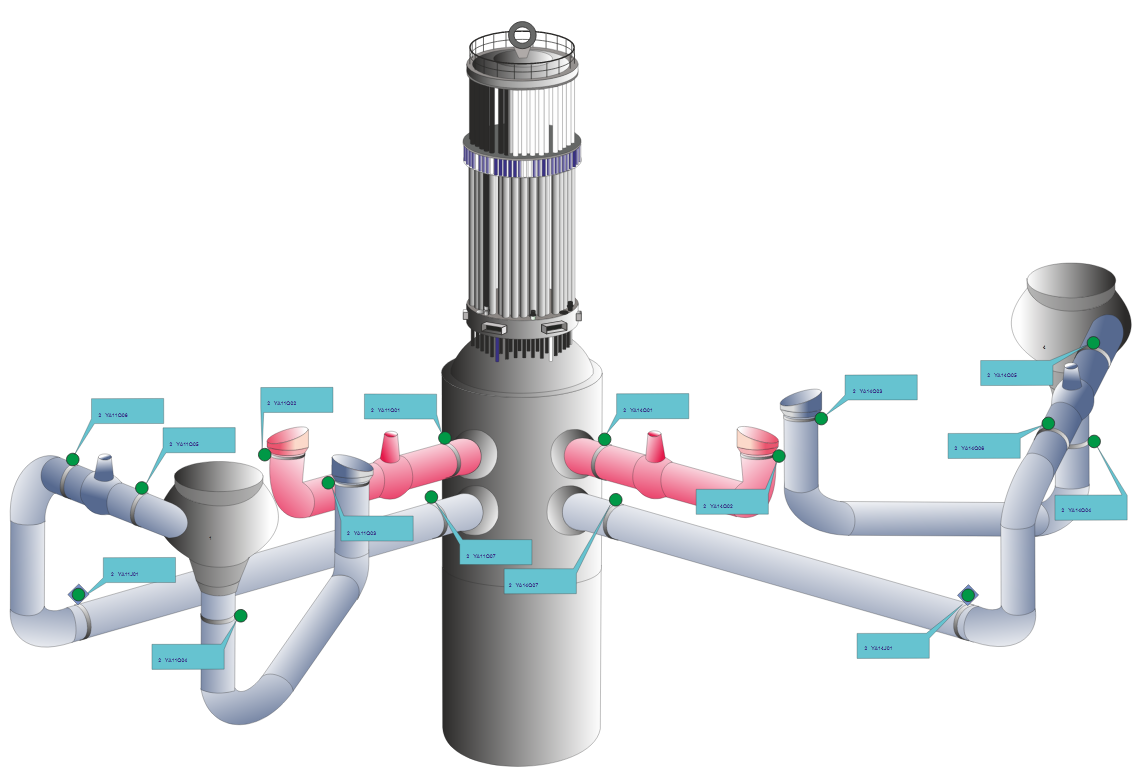 4
2 YA14Q05
2 YA14Q03
2 YA11Q02
2 YA11Q01
2 YA14Q01
2 YA11Q06
2 YA11Q05
2 YA14Q06
2 YA14Q02
2 YA14Q04
2 YA11Q03
1
2 YA11Q07
2 YA11J01
2 YA14Q07
2 YA14J01
2 YA11Q04